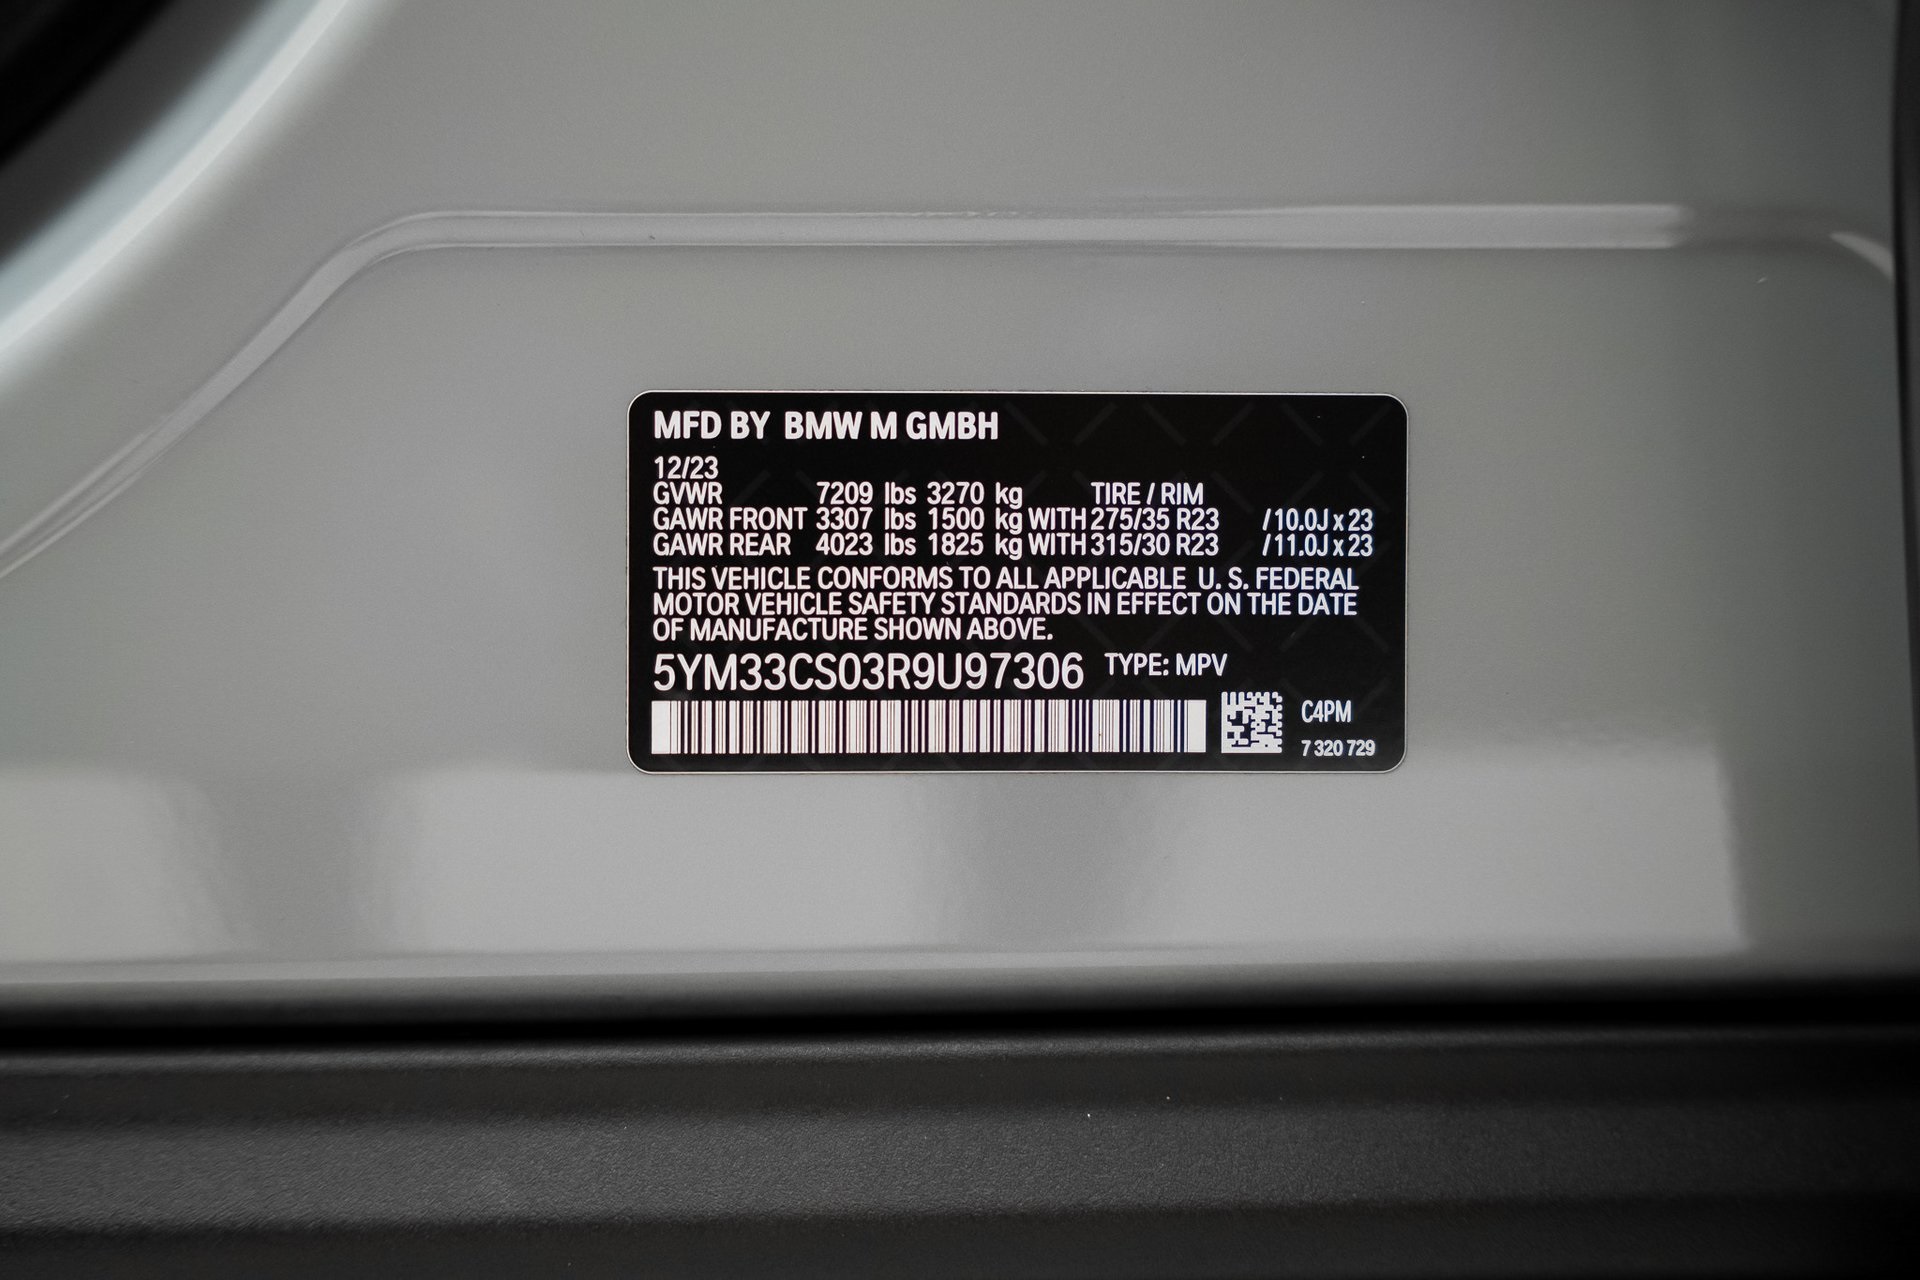 MFD BY BMW M GMBH
12/23
GVWR 7209 lbs 3270 kg TIRE / RIM
GAWR FRONT 3307 lbs 1500 kg WITH 275/35 R23 / 10.0J x 23
GAWR REAR 4023 lbs 1825 kg WITH 315/30 R23 / 11.0J x 23
THIS VEHICLE CONFORMS TO ALL APPLICABLE U. S. FEDERAL
MOTOR VEHICLE SAFETY STANDARDS IN EFFECT ON THE DATE
OF MANUFACTURE SHOWN ABOVE.
5YM33CS03R9U97306 TYPE: MPV
C4PM
7 320 729